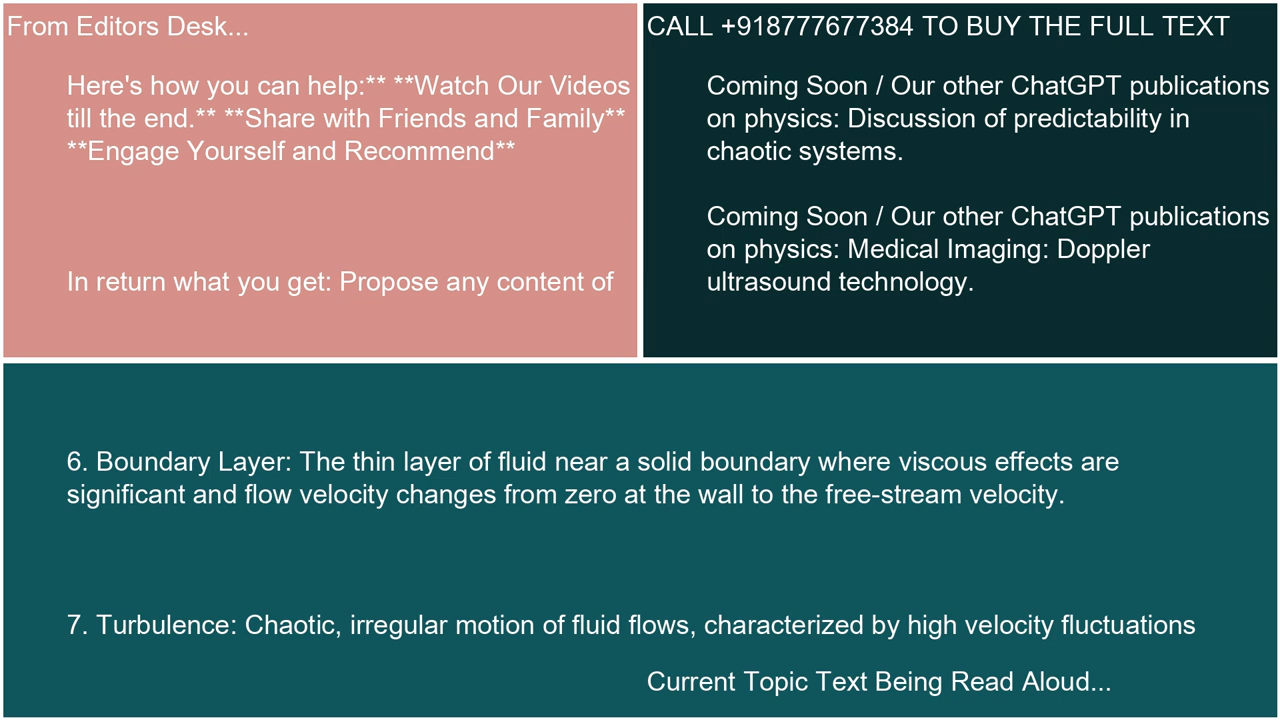 From Editors Desk...
Here's how you can help:** **Watch Our Videos
till the end.** **Share with Friends and Family**
**Engage Yourself and Recommend**
In return what you get: Propose any content of
CALL +918777677384 TO BUY THE FULL TEXT
Coming Soon / Our other ChatGPT publications
on physics: Discussion of predictability in
chaotic systems.
Coming Soon / Our other ChatGPT publications
on physics: Medical Imaging: Doppler
ultrasound technology.
6. Boundary Layer: The thin layer of fluid near a solid boundary where viscous effects are
significant and flow velocity changes from zero at the wall to the free-stream velocity.
7. Turbulence: Chaotic, irregular motion of fluid flows, characterized by high velocity fluctuations
Current Topic Text Being Read Aloud...